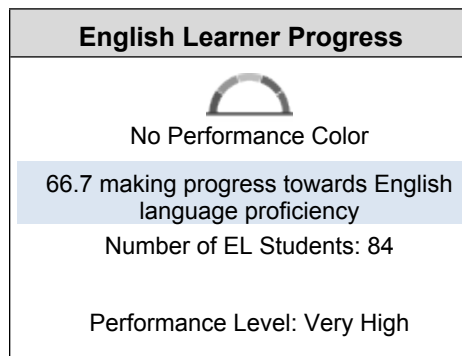 English Learner Progress
No Performance Color
66.7 making progress towards English
language proficiency
Number of EL Students: 84
Performance Level: Very High